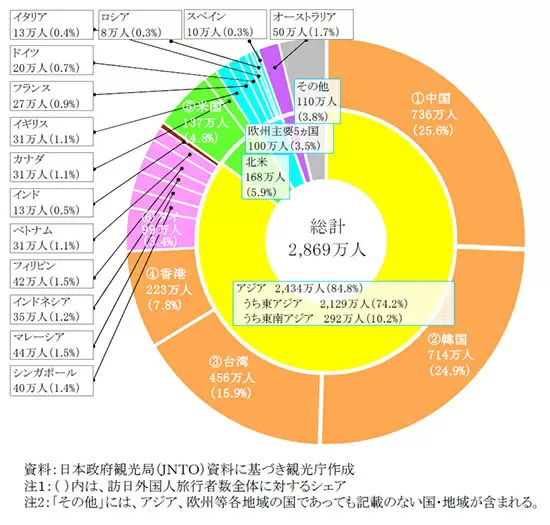 イタリア
13万人(0.4%)
ロシア
8万人(0.3%)
スペイン
10万人(0.3%)
オーストラリア
50万人(1.7%)
ドイツ
20万人(0.7%)
フランス
27万人(0.9%)
イギリス
31万人(1.1%)
カナダ
31万人(1.1%)
インド
13万人(0.5%)
ベトナム
31万人(1.1%)
フィリピン
42万人(1.5%)
インドネシア
35万人(1.2%)
マレーシア
44万人(1.5%)
シンガポール
40万人(1.4%)
①中国
736万人
(25.6%)
②韓国
714万人
(24.9%)
③台湾
456万人
(15.9%)
④香港
223万人
(7.8%)
⑥タイ
99万人
(3.4%)
⑤米国
137万人
(4.8%)
その他
110万人
(3.8%)
欧州主要5ヵ国
100万人(3.5%)
北米
168万人
(5.9%)
総計
2,869万人
アジア 2,434万人(84.8%)
うち東アジア 2,129万人(74.2%)
うち東南アジア 292万人(10.2%)
資料:日本政府観光局(JNTO)資料に基づき観光庁作成
注1:( )内は、訪日外国人旅行者数全体に対するシェア
注2:「その他」には、アジア、欧州等各地域の国であっても記載のない国・地域が含まれる。